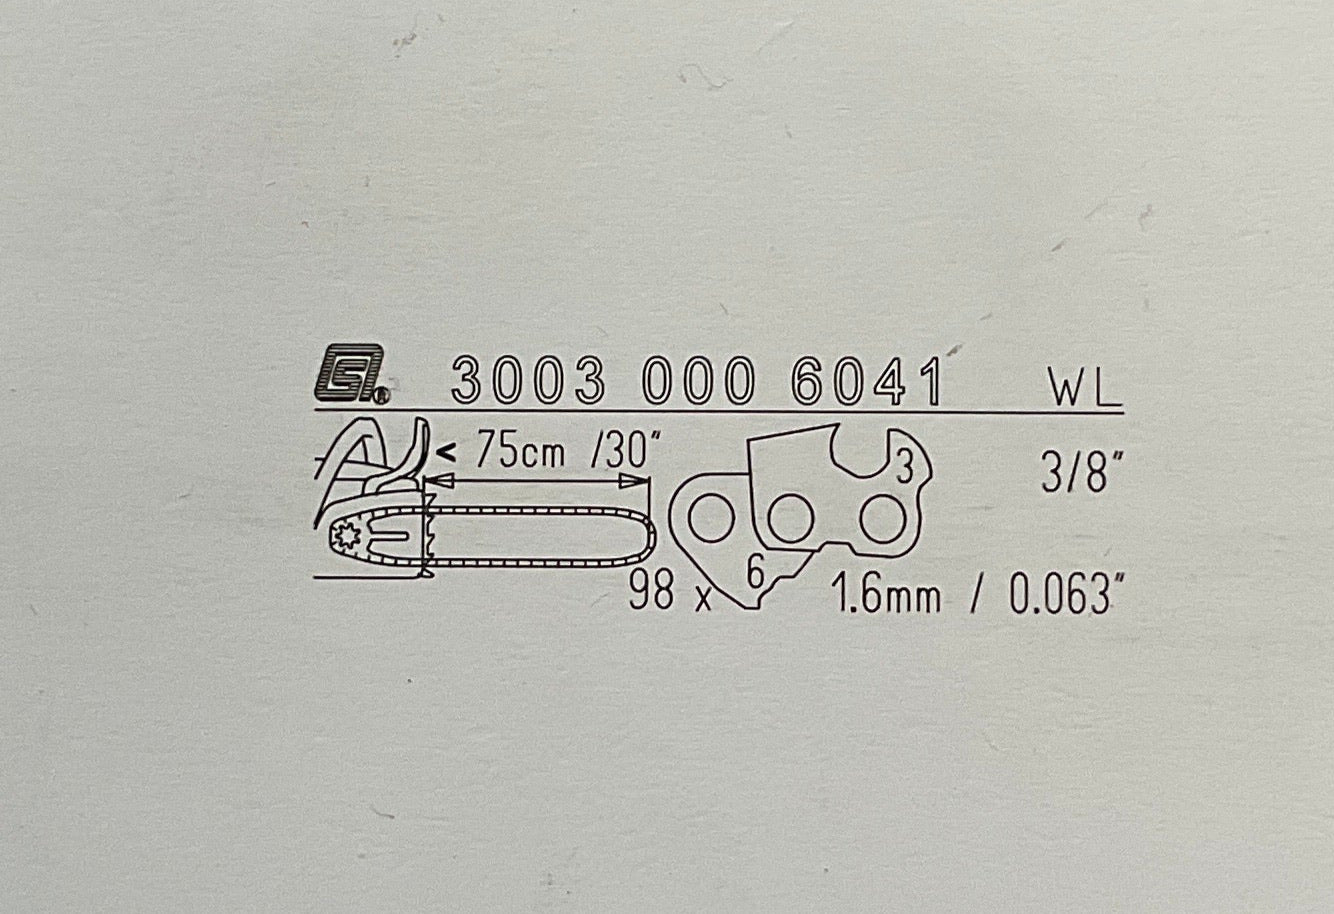 ® 3003 000 6041 WL
< 75cm /30″ 3 3/8″
98 x 6 1.6mm / 0.063″